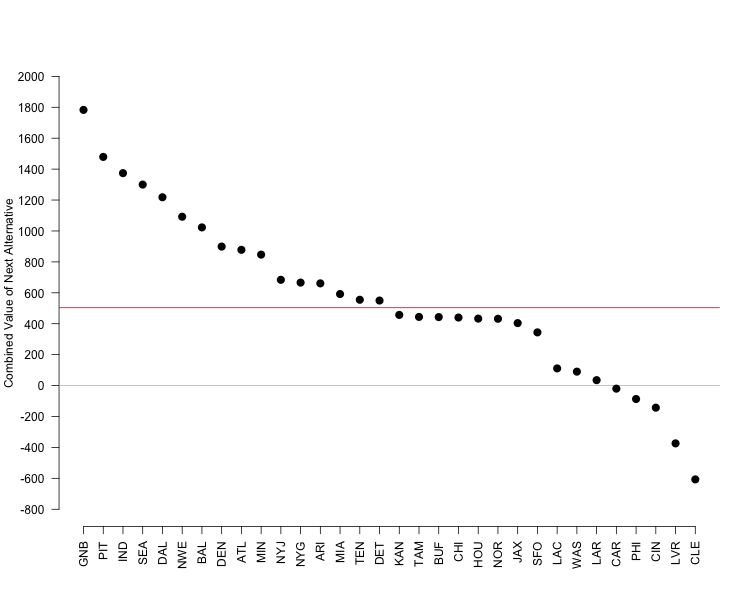 Combined Value of Next Alternative
2000
1800
1600
1400
1200
1000
800
600
400
200
0
-200
-400
-600
-800
GNB
PIT
IND
SEA
DAL
NWE
BAL
DEN
ATL
MIN
NYJ
NYG
ARI
MIA
TEN
DET
KAN
TAM
BUF
CHI
HOU
NOR
JAX
SFO
LAC
WAS
LAR
CAR
PHI
CIN
LVR
CLE